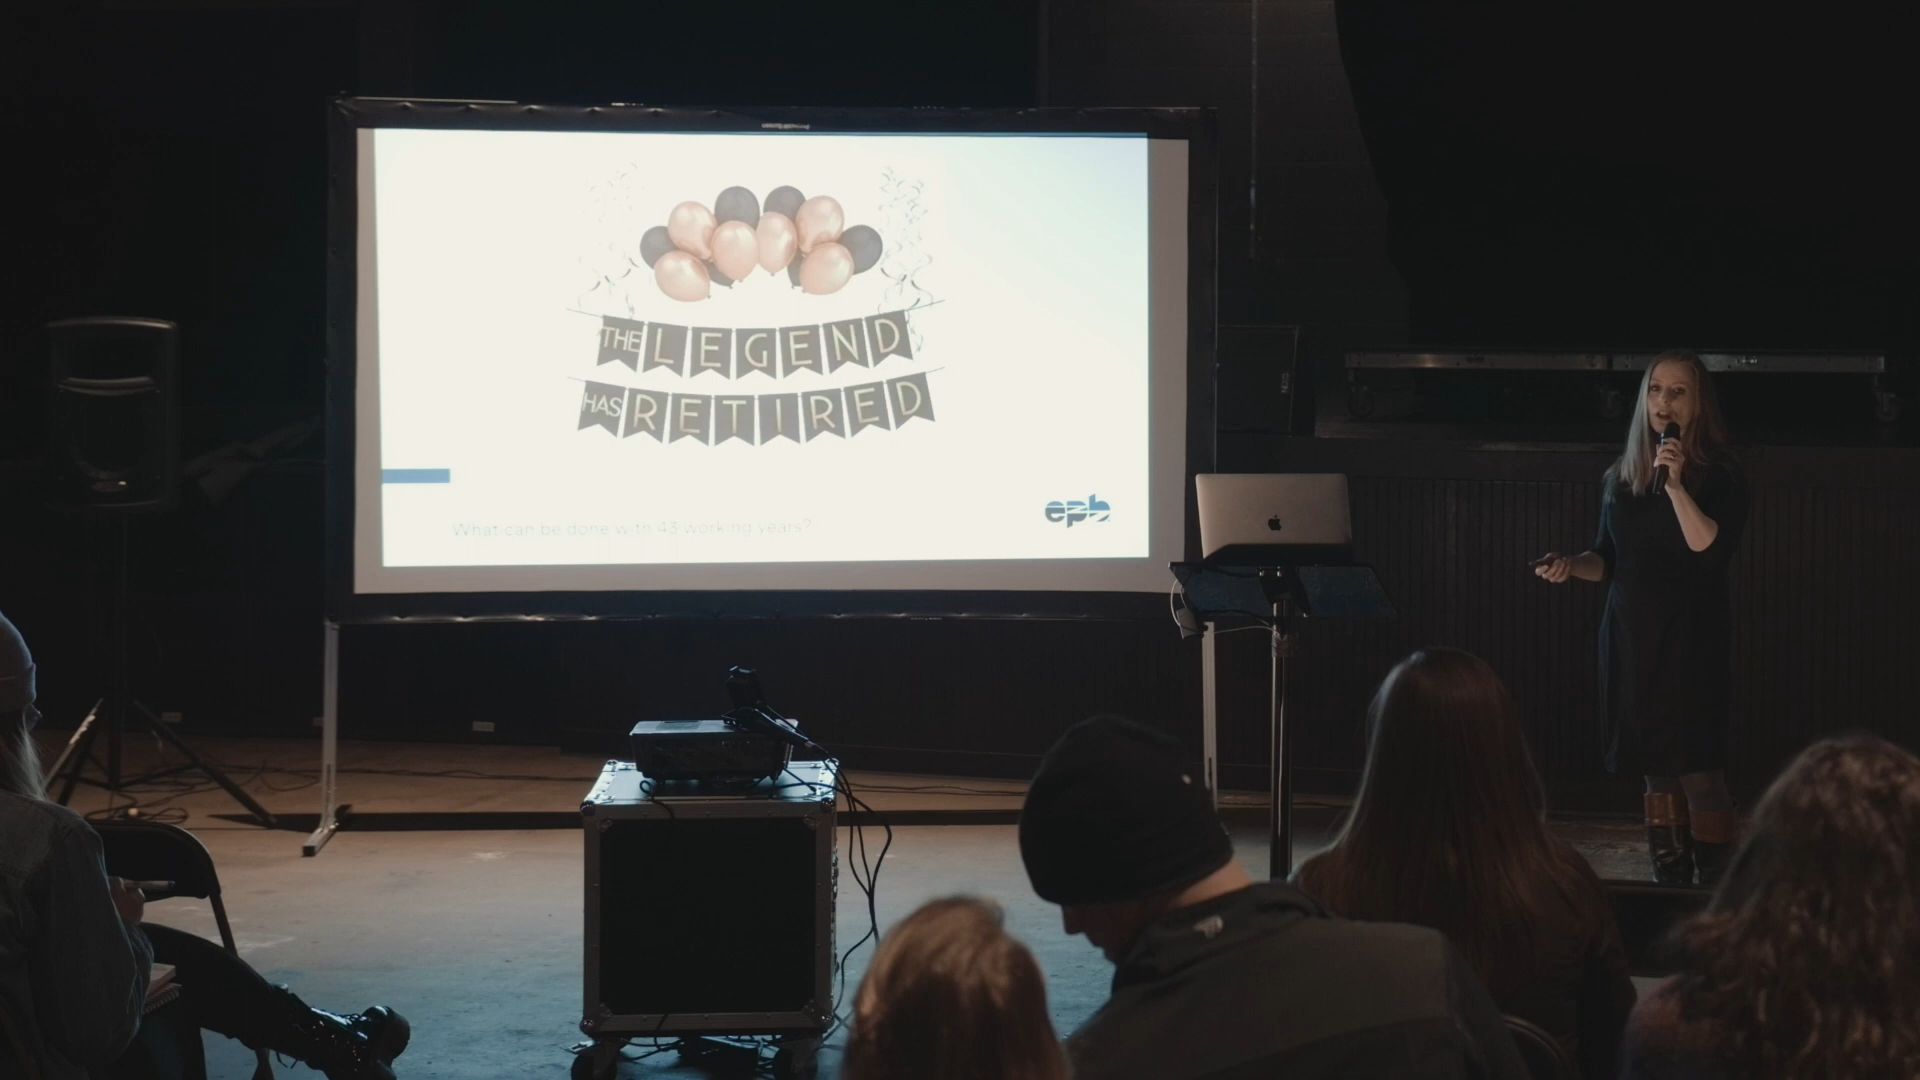 THE LEGEND
HAS RETIRED
What can be done with 43 working years?
epb